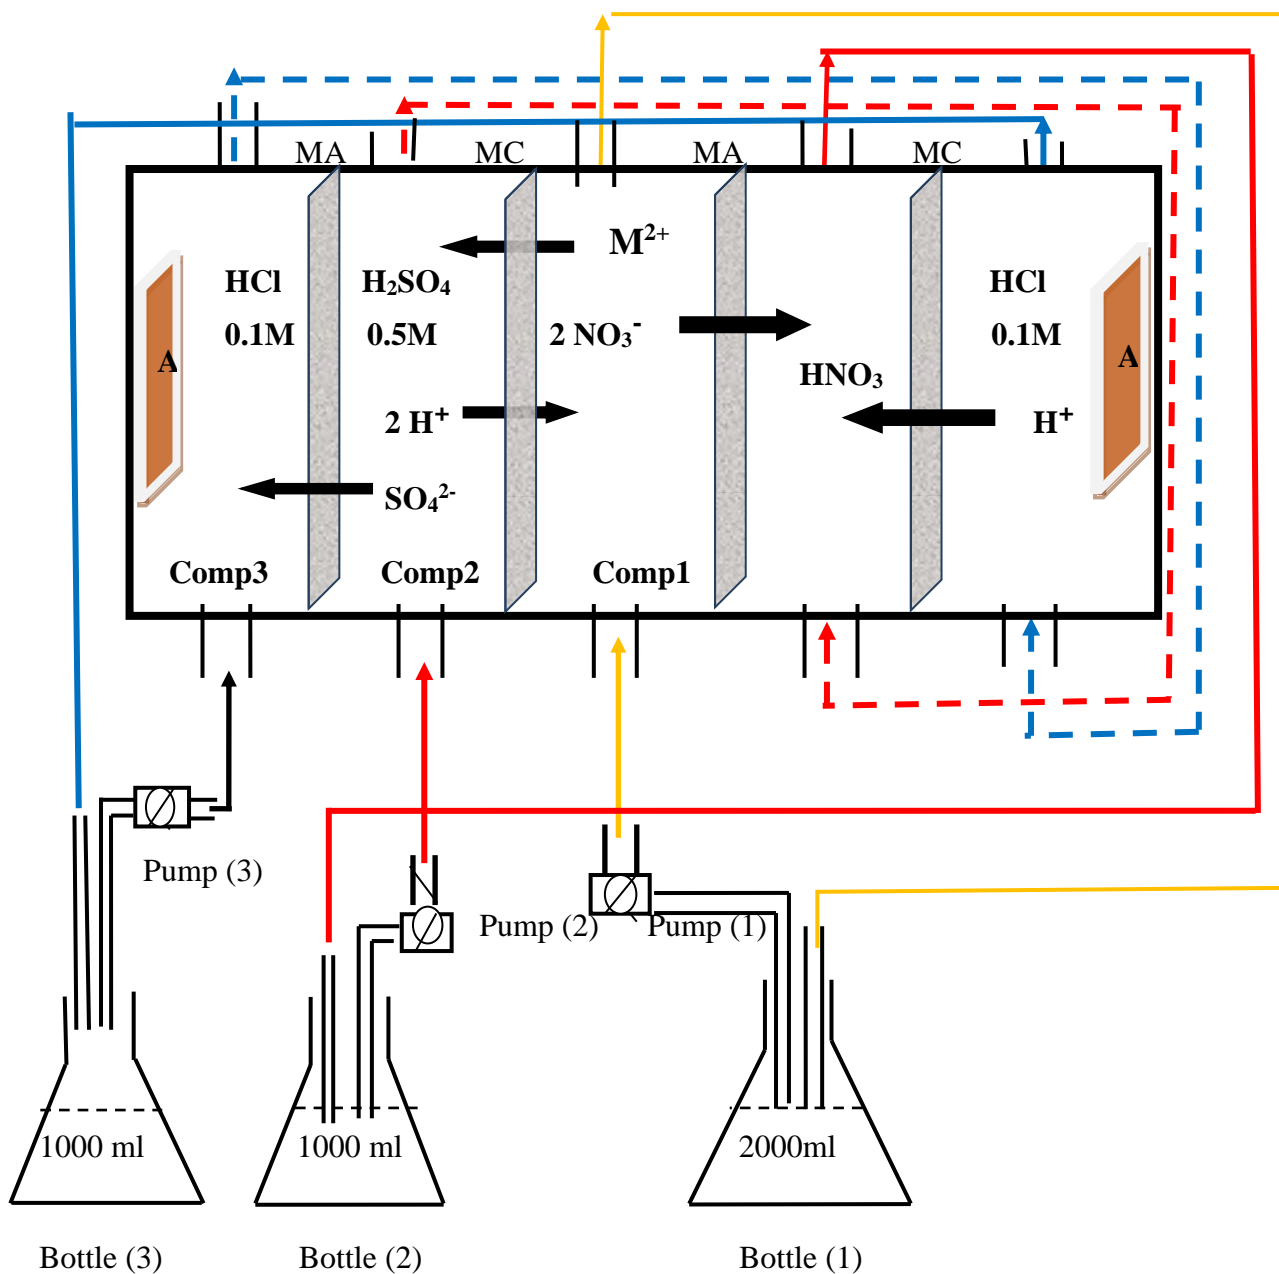 MA MC MA MC
M²⁺
HCl H₂SO₄ HCl
0.1M 0.5M 2 NO₃⁻ 0.1M
A A
HNO₃
2 H⁺ H⁺
SO₄²⁻
Comp3 Comp2 Comp1
Pump (3)
Pump (2) Pump (1)
1000 ml 1000 ml 2000ml
Bottle (3) Bottle (2) Bottle (1)